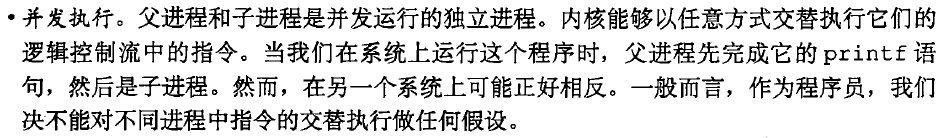 •并发执行。父进程和子进程是并发运行的独立进程。内核能够以任意方式交替执行它们的
逻辑控制流中的指令。当我们在系统上运行这个程序时，父进程先完成它的 printf 语
句，然后是子进程。然而，在另一个系统上可能正好相反。一般而言，作为程序员，我们
决不能对不同进程中指令的交替执行做任何假设。